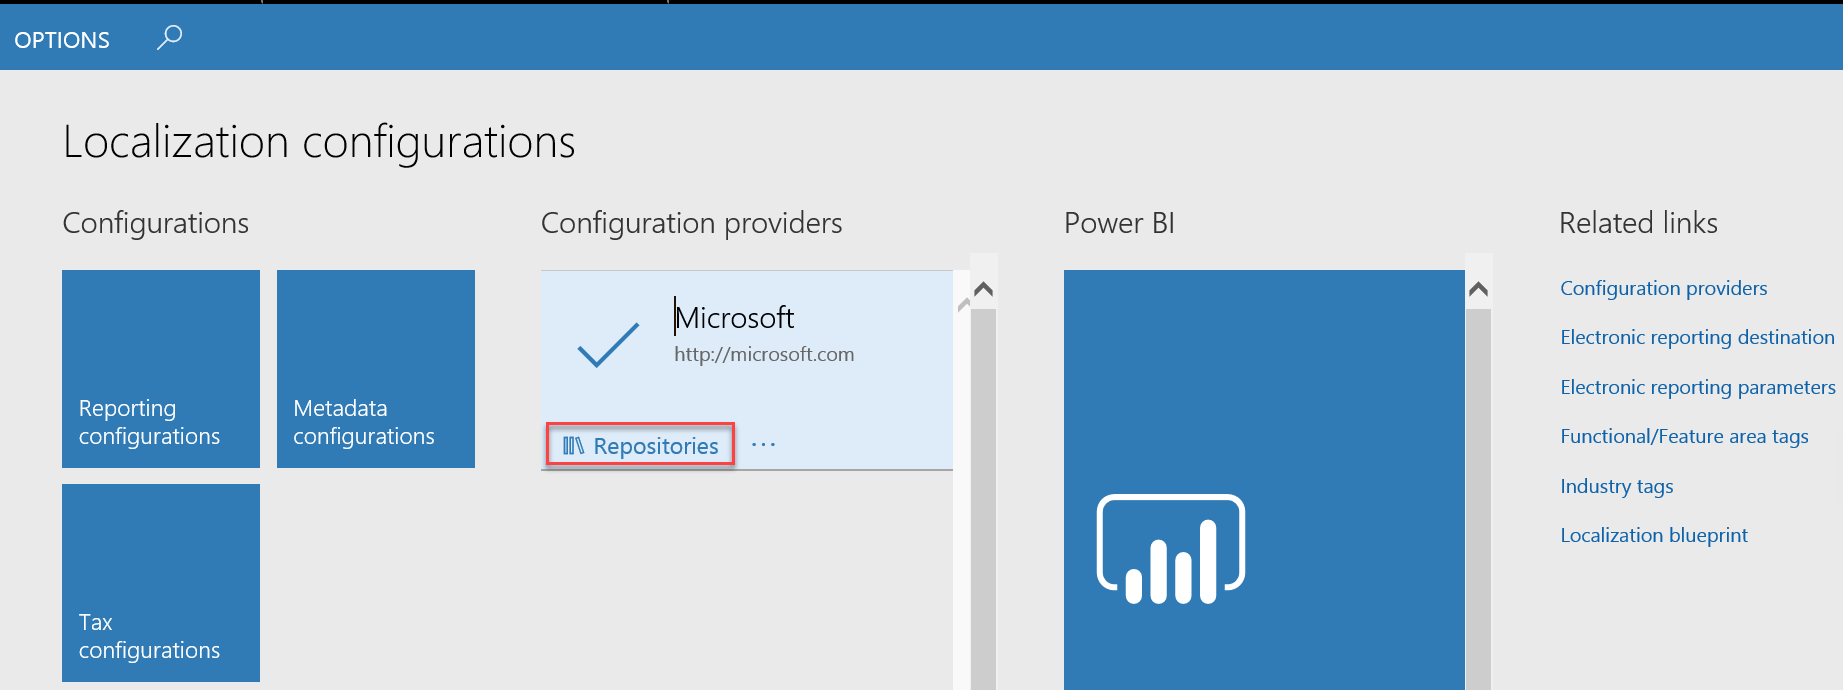 OPTIONS
Localization configurations
Configurations
Reporting
configurations
Metadata
configurations
Tax
configurations
Configuration providers
Microsoft
http://microsoft.com
Repositories
...
Power BI
Related links
Configuration providers
Electronic reporting destination
Electronic reporting parameters
Functional/Feature area tags
Industry tags
Localization blueprint